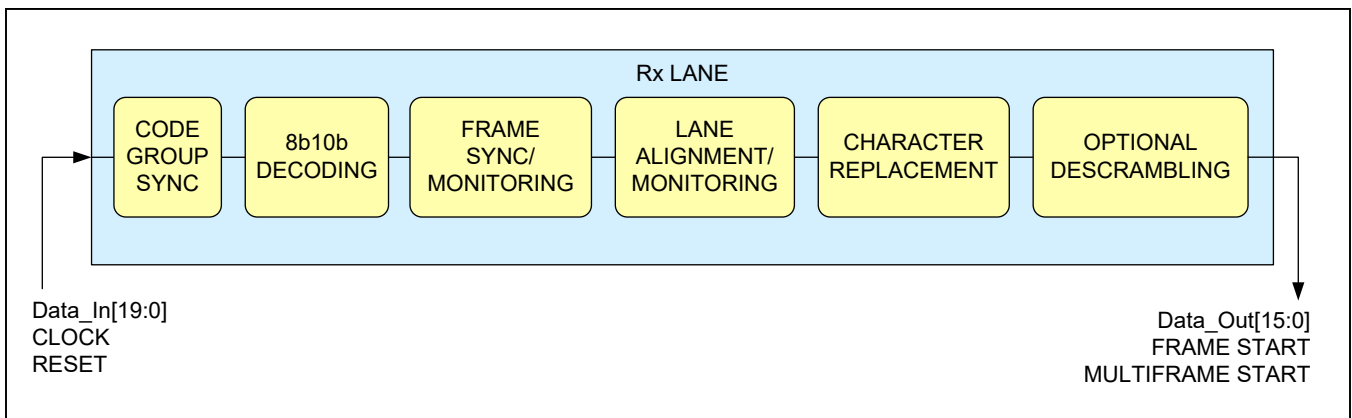 Rx LANE
CODE
GROUP
SYNC
8b10b
DECODING
FRAME
SYNC/
MONITORING
LANE
ALIGNMENT/
MONITORING
CHARACTER
REPLACEMENT
OPTIONAL
DESCRAMBLING
Data_In[19:0]
CLOCK
RESET
Data_Out[15:0]
FRAME START
MULTIFRAME START